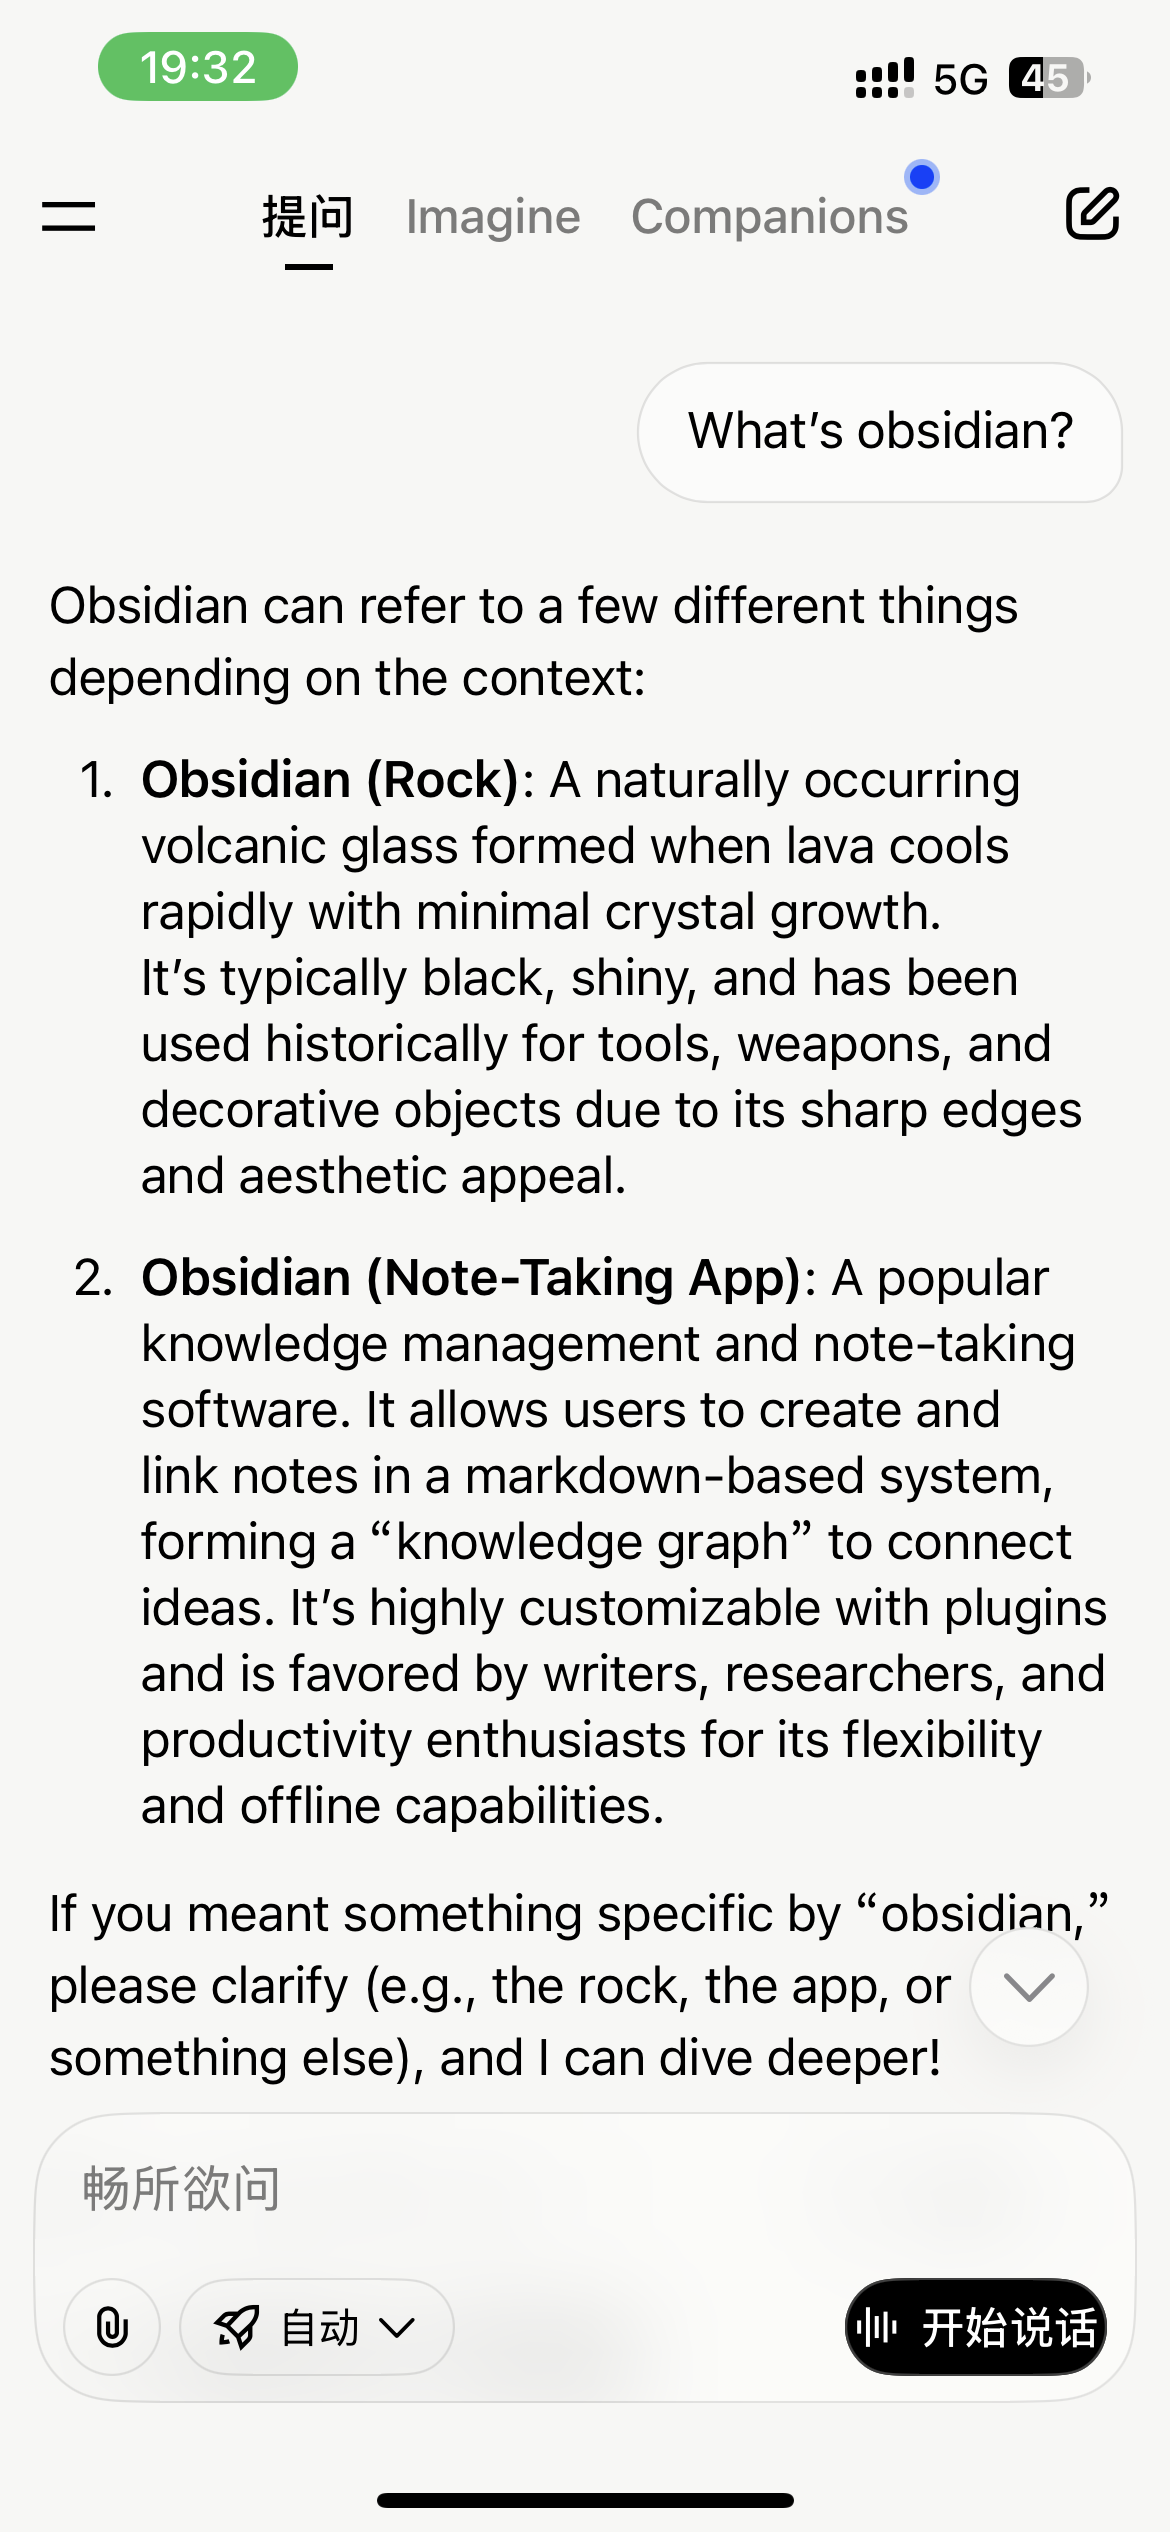 19:32
5G 45
提问 Imagine Companions
What’s obsidian?
Obsidian can refer to a few different things
depending on the context:
1. Obsidian (Rock): A naturally occurring
volcanic glass formed when lava cools
rapidly with minimal crystal growth.
It’s typically black, shiny, and has been
used historically for tools, weapons, and
decorative objects due to its sharp edges
and aesthetic appeal.
2. Obsidian (Note-Taking App): A popular
knowledge management and note-taking
software. It allows users to create and
link notes in a markdown-based system,
forming a “knowledge graph” to connect
ideas. It’s highly customizable with plugins
and is favored by writers, researchers, and
productivity enthusiasts for its flexibility
and offline capabilities.
If you meant something specific by “obsidian,”
please clarify (e.g., the rock, the app, or
something else), and I can dive deeper!
畅所欲问
自动
开始说话